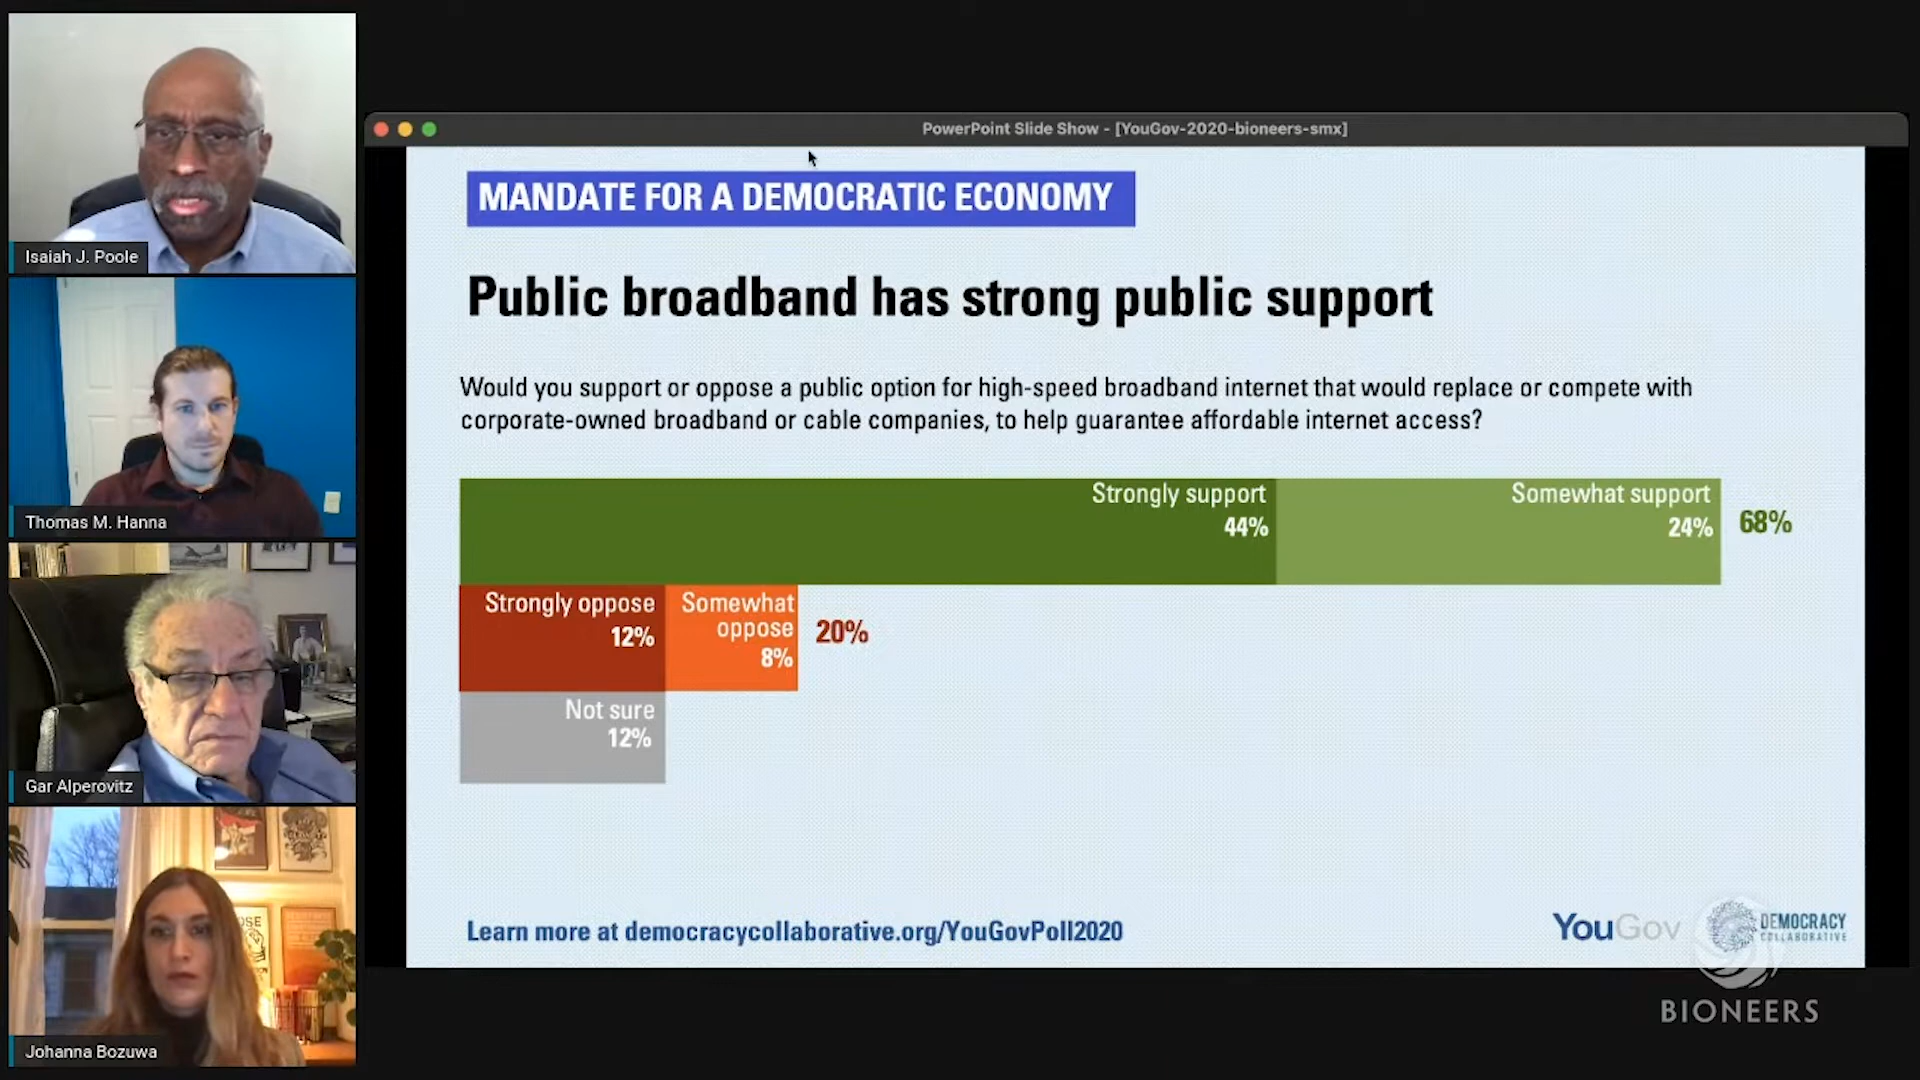 Isaiah J. Poole
Thomas M. Hanna
Gar Alperovitz
Johanna Bozuwa
PowerPoint Slide Show - [YouGov-2020-bioneers-smx]
MANDATE FOR A DEMOCRATIC ECONOMY
Public broadband has strong public support
Would you support or oppose a public option for high-speed broadband internet that would replace or compete with
corporate-owned broadband or cable companies, to help guarantee affordable internet access?
Strongly support
44%
Somewhat support
24%
68%
Strongly oppose
12%
Somewhat
oppose
8%
20%
Not sure
12%
Learn more at democracycollaborative.org/YouGovPoll2020
YouGov
DEMOCRACY
COLLABORATIVE
BIONEERS